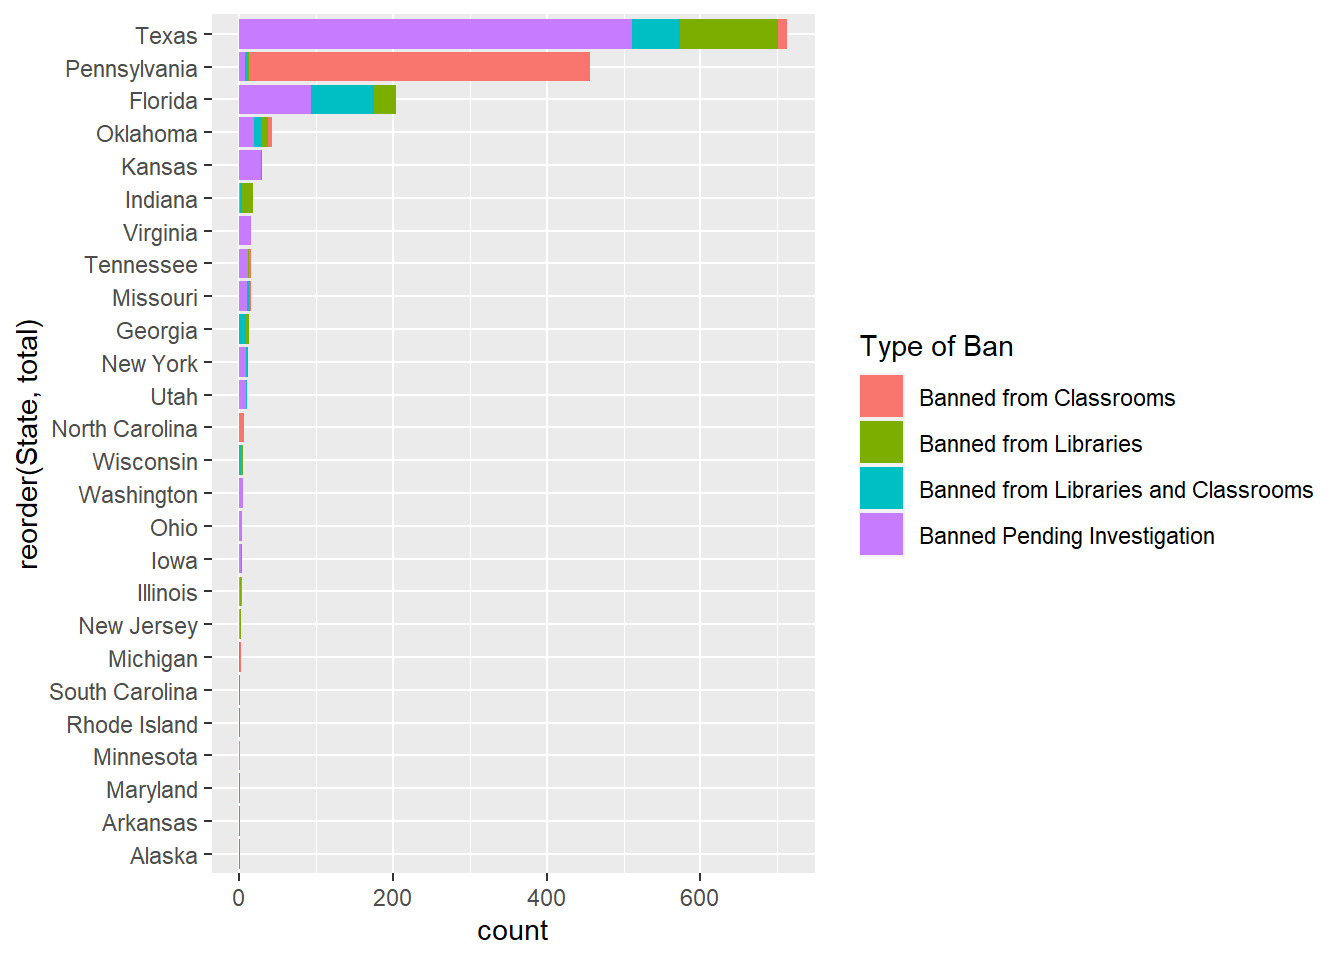 Texas
Pennsylvania
Florida
Oklahoma
Kansas
Indiana
Virginia
Tennessee
Missouri
Georgia
New York
Utah
North Carolina
Wisconsin
Washington
Ohio
Iowa
Illinois
New Jersey
Michigan
South Carolina
Rhode Island
Minnesota
Maryland
Arkansas
Alaska
reorder(State, total)
0 200 400 600
count
Type of Ban
Banned from Classrooms
Banned from Libraries
Banned from Libraries and Classrooms
Banned Pending Investigation